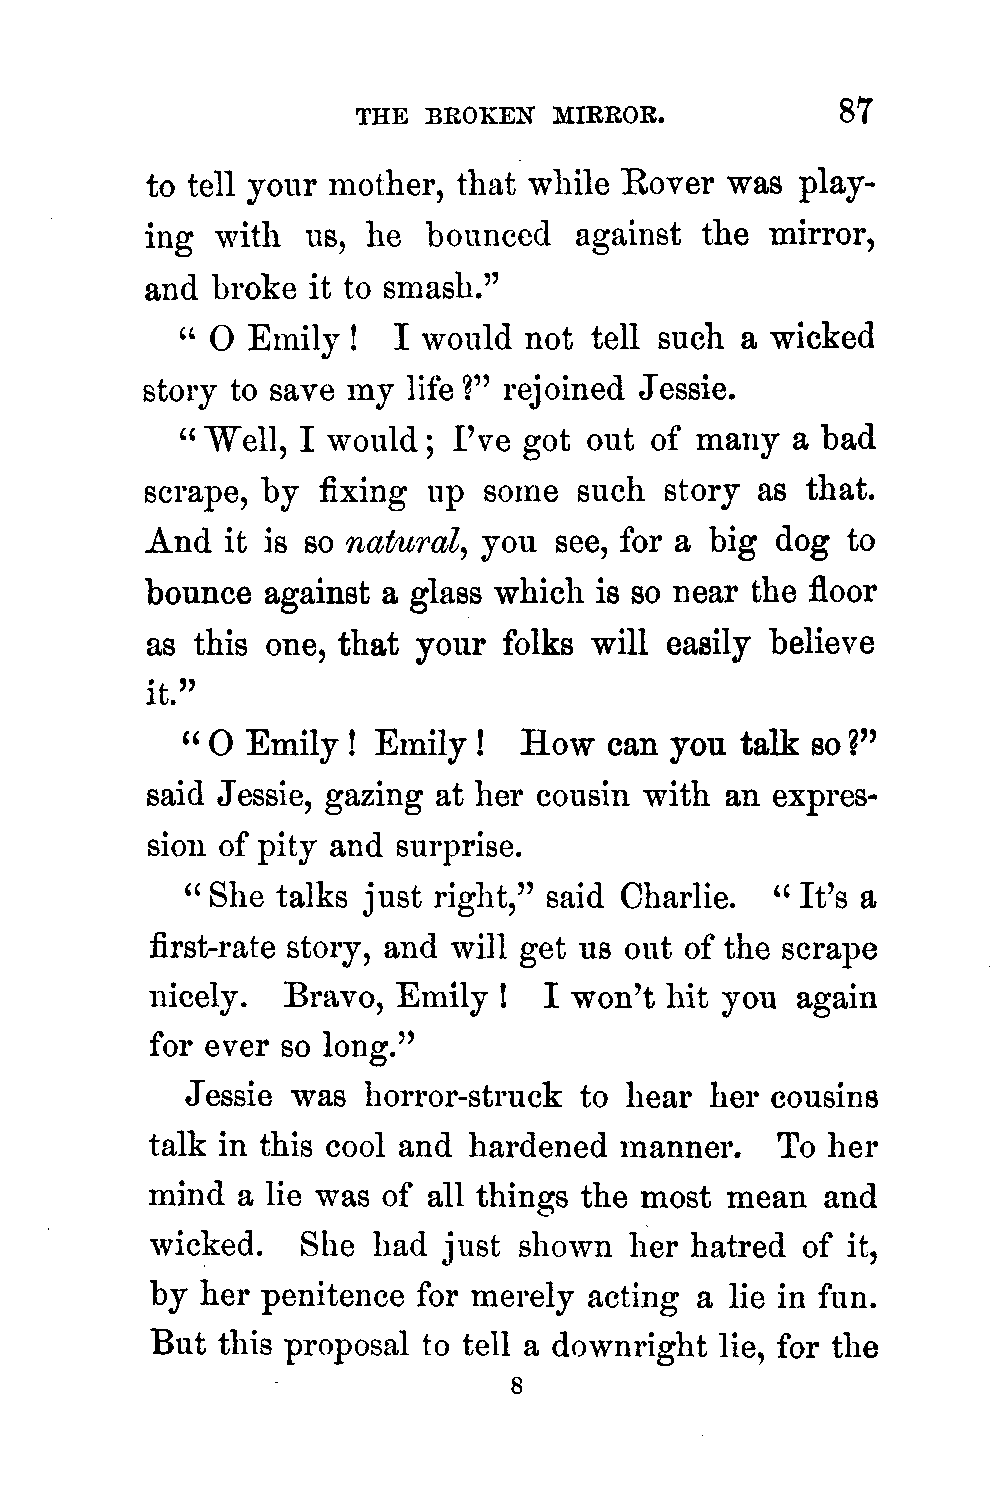 THE BROKEN MIRROR. 87
to tell your mother, that while Rover was play-
ing with us, he bounced against the mirror,
and broke it to smash.”
“ O Emily ! I would not tell such a wicked
story to save my life ?” rejoined Jessie.
“ Well, I would ; I’ve got out of many a bad
scrape, by fixing up some such story as that.
And it is so natural, you see, for a big dog to
bounce against a glass which is so near the floor
as this one, that your folks will easily believe
it.”
“ O Emily ! Emily ! How can you talk so ?”
said Jessie, gazing at her cousin with an expres-
sion of pity and surprise.
“ She talks just right,” said Charlie. “ It’s a
first-rate story, and will get us out of the scrape
nicely. Bravo, Emily ! I won’t hit you again
for ever so long.”
Jessie was horror-struck to hear her cousins
talk in this cool and hardened manner. To her
mind a lie was of all things the most mean and
wicked. She had just shown her hatred of it,
by her penitence for merely acting a lie in fun.
But this proposal to tell a downright lie, for the
8